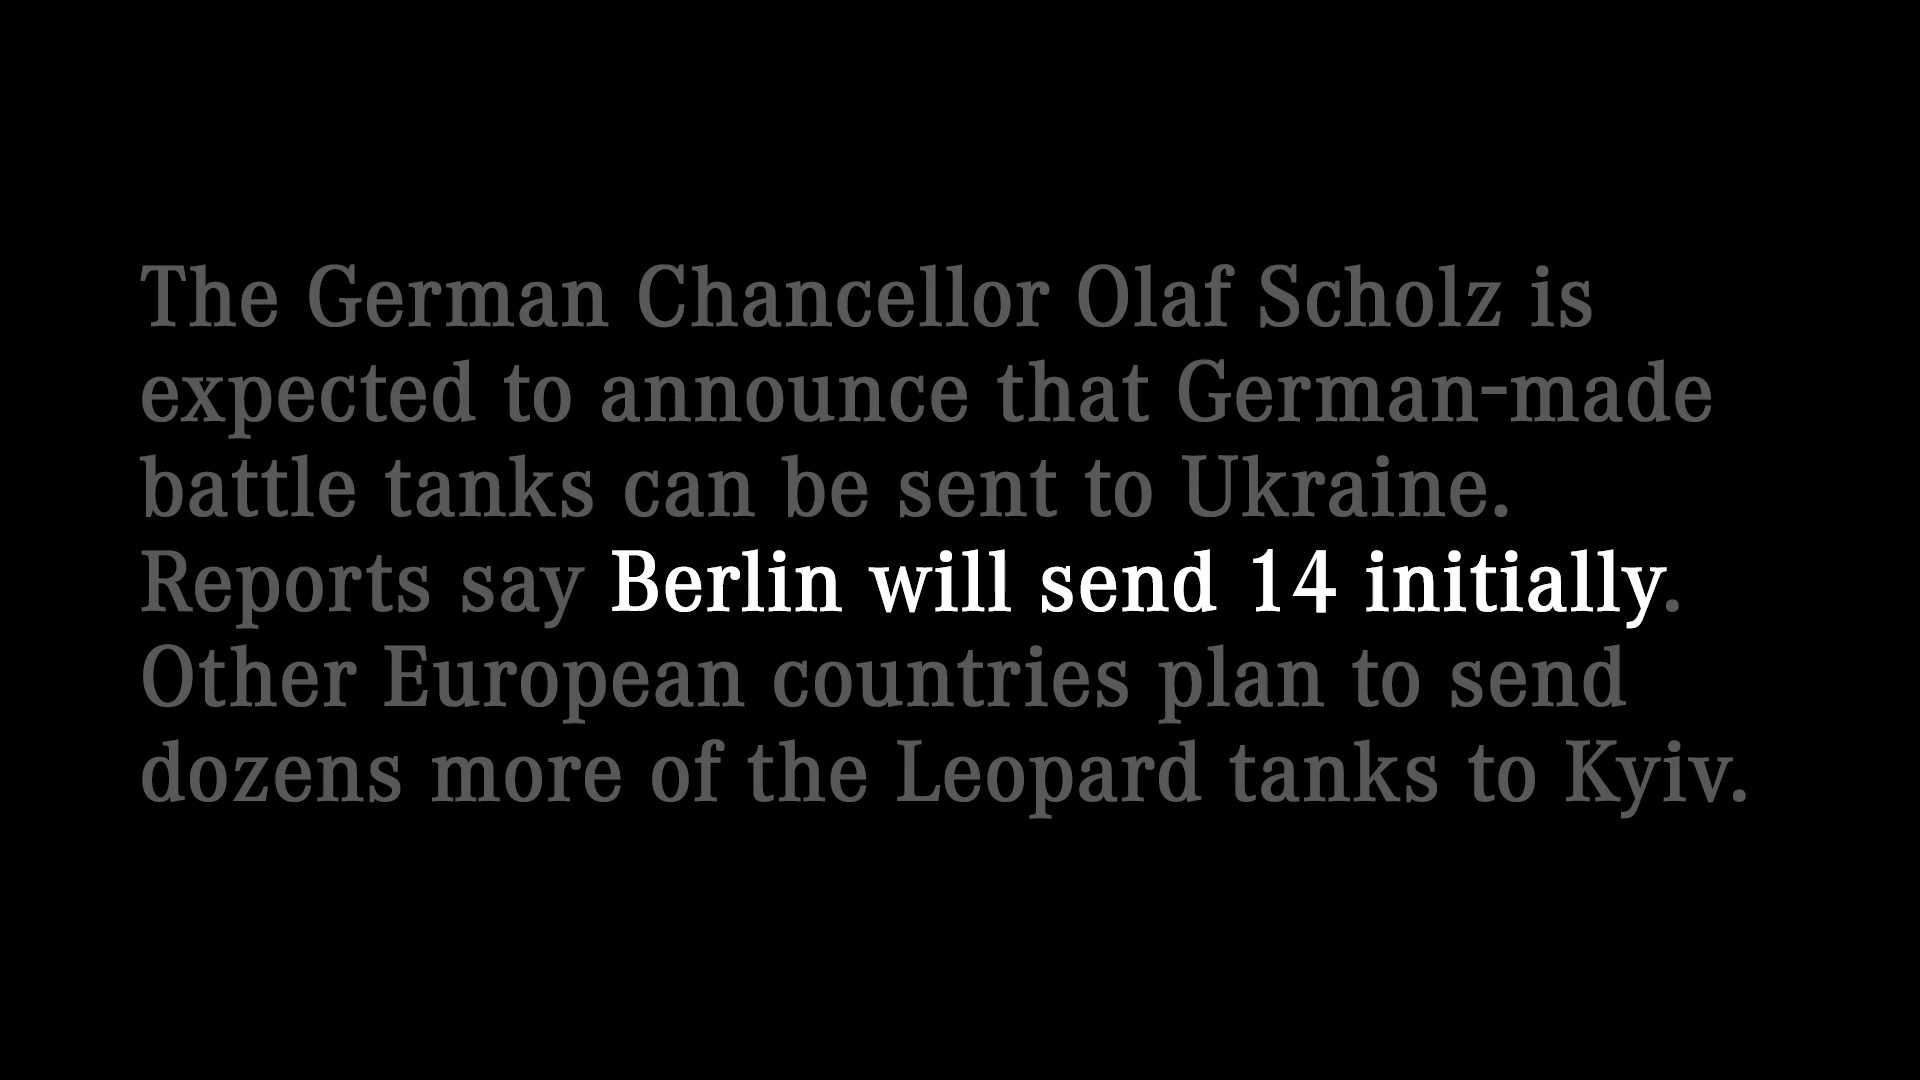 The German Chancellor Olaf Scholz is
expected to announce that German-made
battle tanks can be sent to Ukraine.
Reports say Berlin will send 14 initially.
Other European countries plan to send
dozens more of the Leopard tanks to Kyiv.